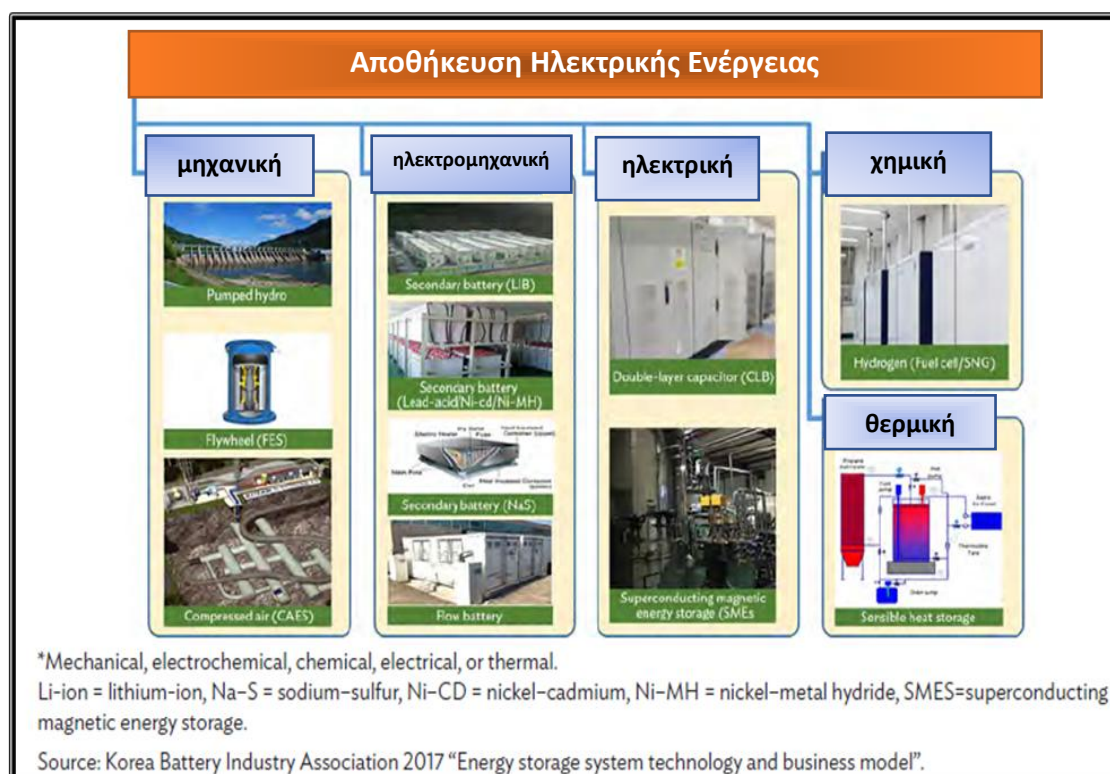 Αποθήκευση Ηλεκτρικής Ενέργειας
μηχανική
Pumped hydro
Flywheel (FES)
Compressed air (CAES)
ηλεκτρομηχανική
Secondary battery (LIB)
Secondary battery
(Lead-acid/Ni-cd/Ni-MH)
Secondary battery (NaS)
Flow battery
ηλεκτρική
Double-layer capacitor (CLB)
Superconducting magnetic
energy storage (SMEs
χημική
Hydrogen (Fuel cell/SNG)
θερμική
Sensible heat storage
*Mechanical, electrochemical, chemical, electrical, or thermal.
Li-ion = lithium-ion, Na–S = sodium–sulfur, Ni–CD = nickel–cadmium, Ni–MH = nickel–metal hydride, SMES=superconducting
magnetic energy storage.
Source: Korea Battery Industry Association 2017 “Energy storage system technology and business model”.